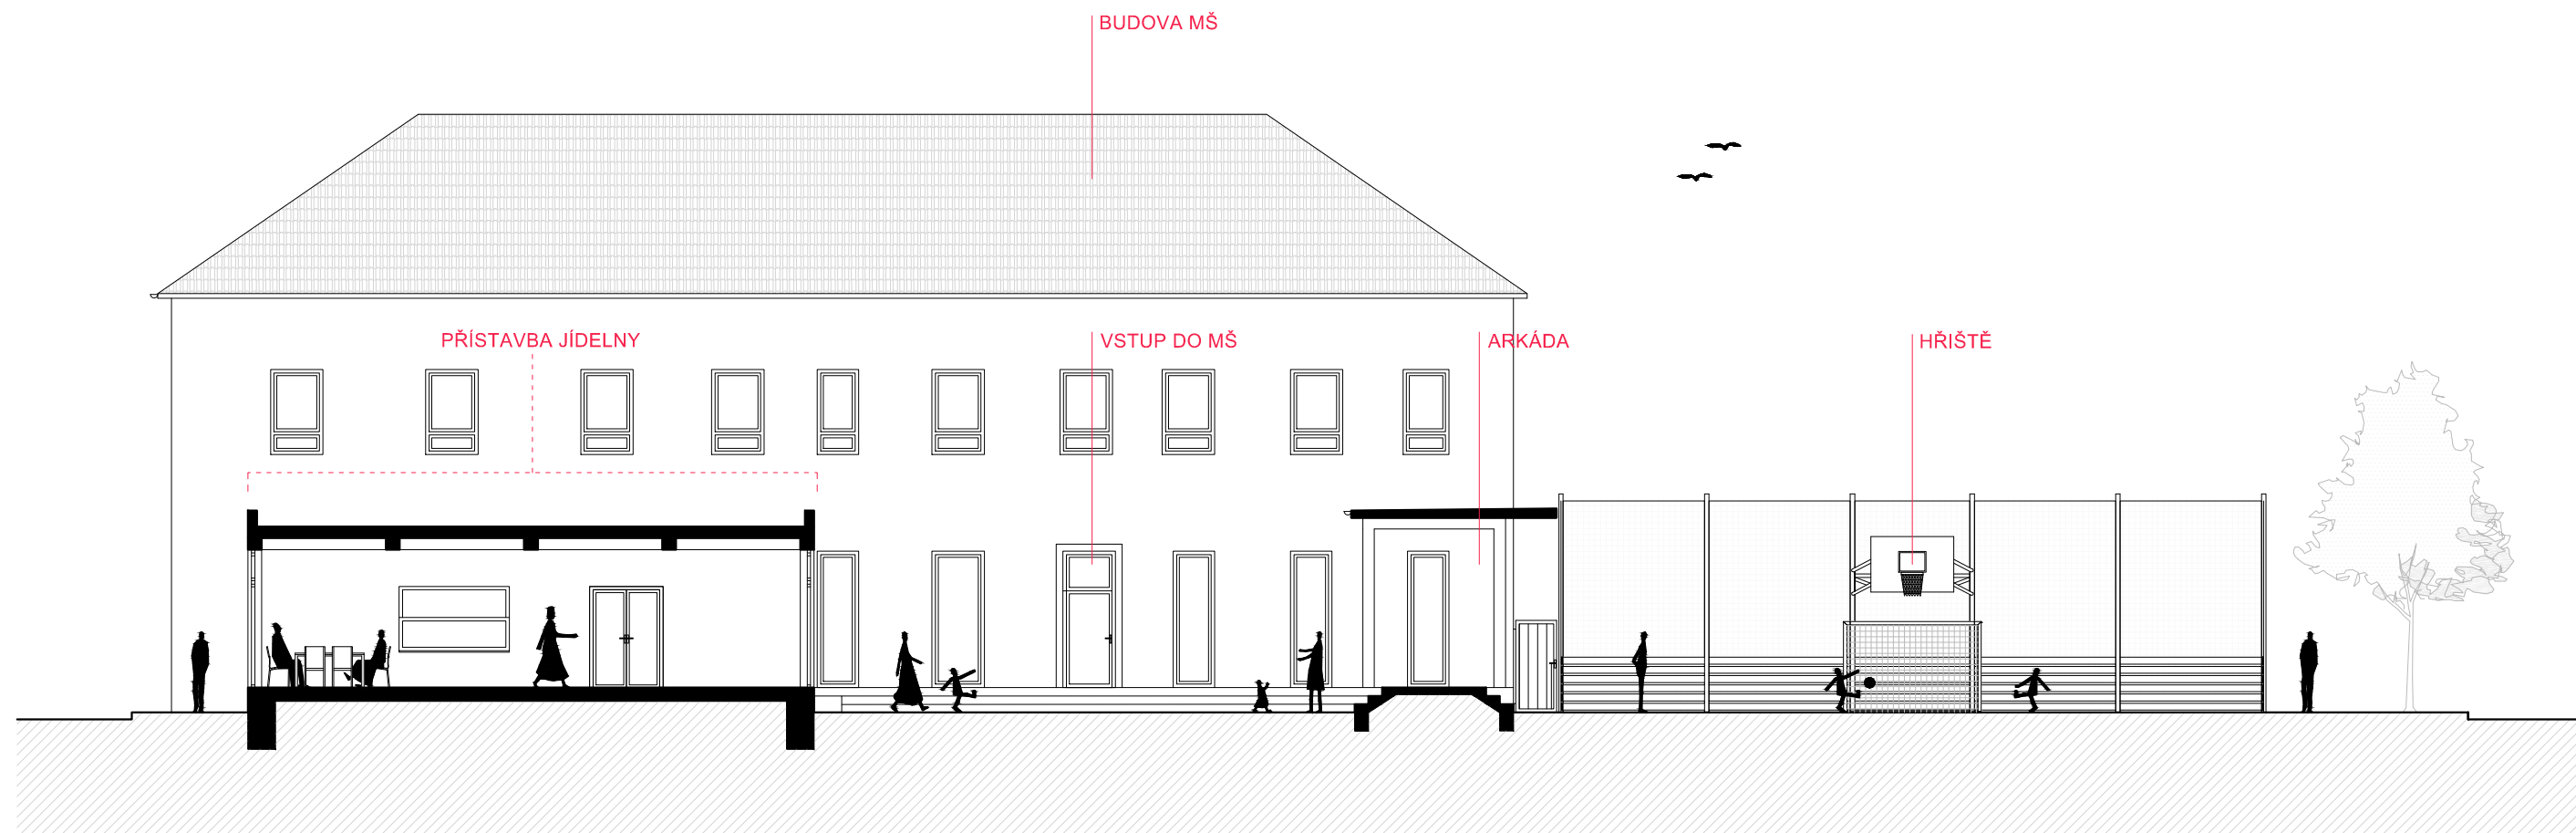 BUDOVA MŠ
PŘÍSTAVBA JÍDELNY
VSTUP DO MŠ
ARKÁDA
HŘIŠTĚ